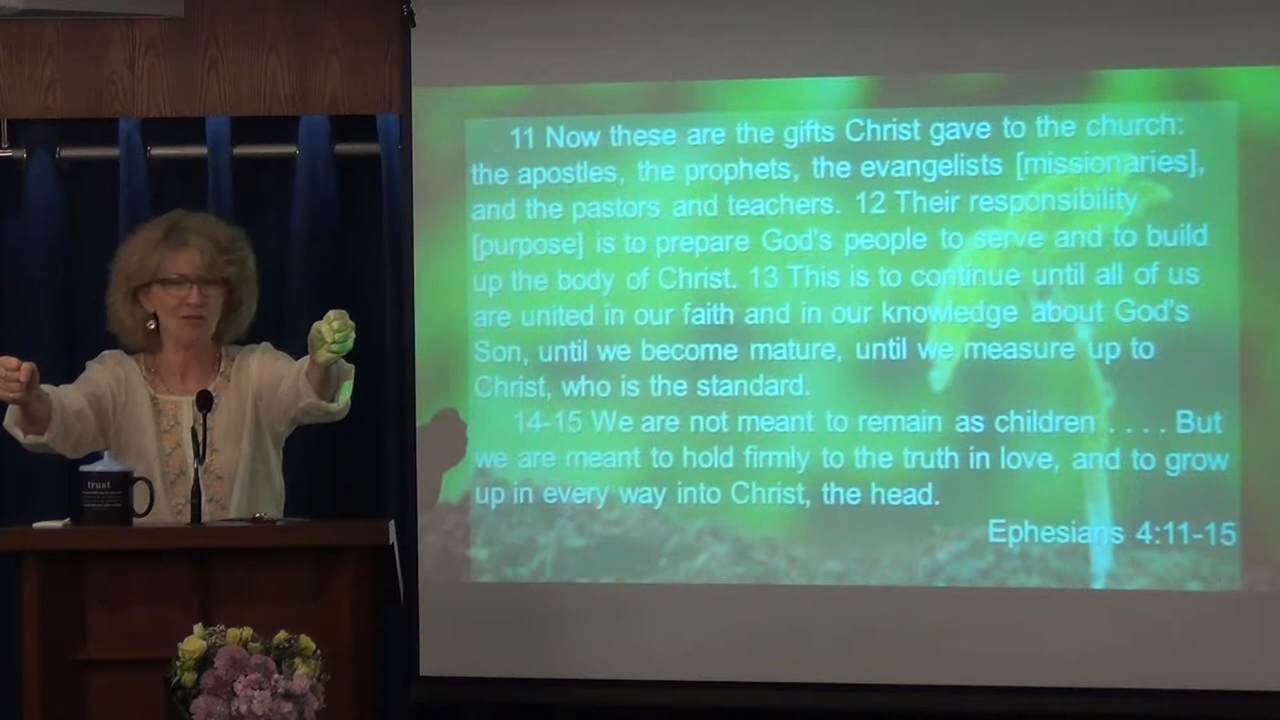 11 Now these are the gifts Christ gave to the church:
the apostles, the prophets, the evangelists [missionaries],
and the pastors and teachers. 12 Their responsibility
[purpose] is to prepare God's people to serve and to build
up the body of Christ. 13 This is to continue until all of us
are united in our faith and in our knowledge about God's
Son, until we become mature, until we measure up to
Christ, who is the standard.
14-15 We are not meant to remain as children . . . . But
we are meant to hold firmly to the truth in love, and to grow
up in every way into Christ, the head.
Ephesians 4:11-15
trust